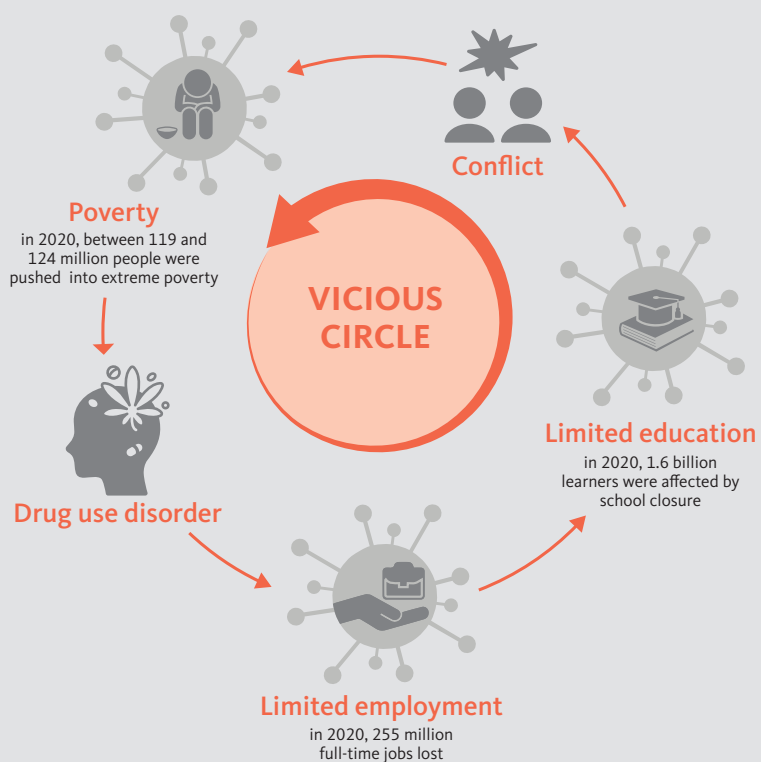 Conflict
Poverty
in 2020, between 119 and
124 million people were
pushed into extreme poverty
VICIOUS
CIRCLE
Limited education
in 2020, 1.6 billion
learners were affected by
school closure
Drug use disorder
Limited employment
in 2020, 255 million
full-time jobs lost